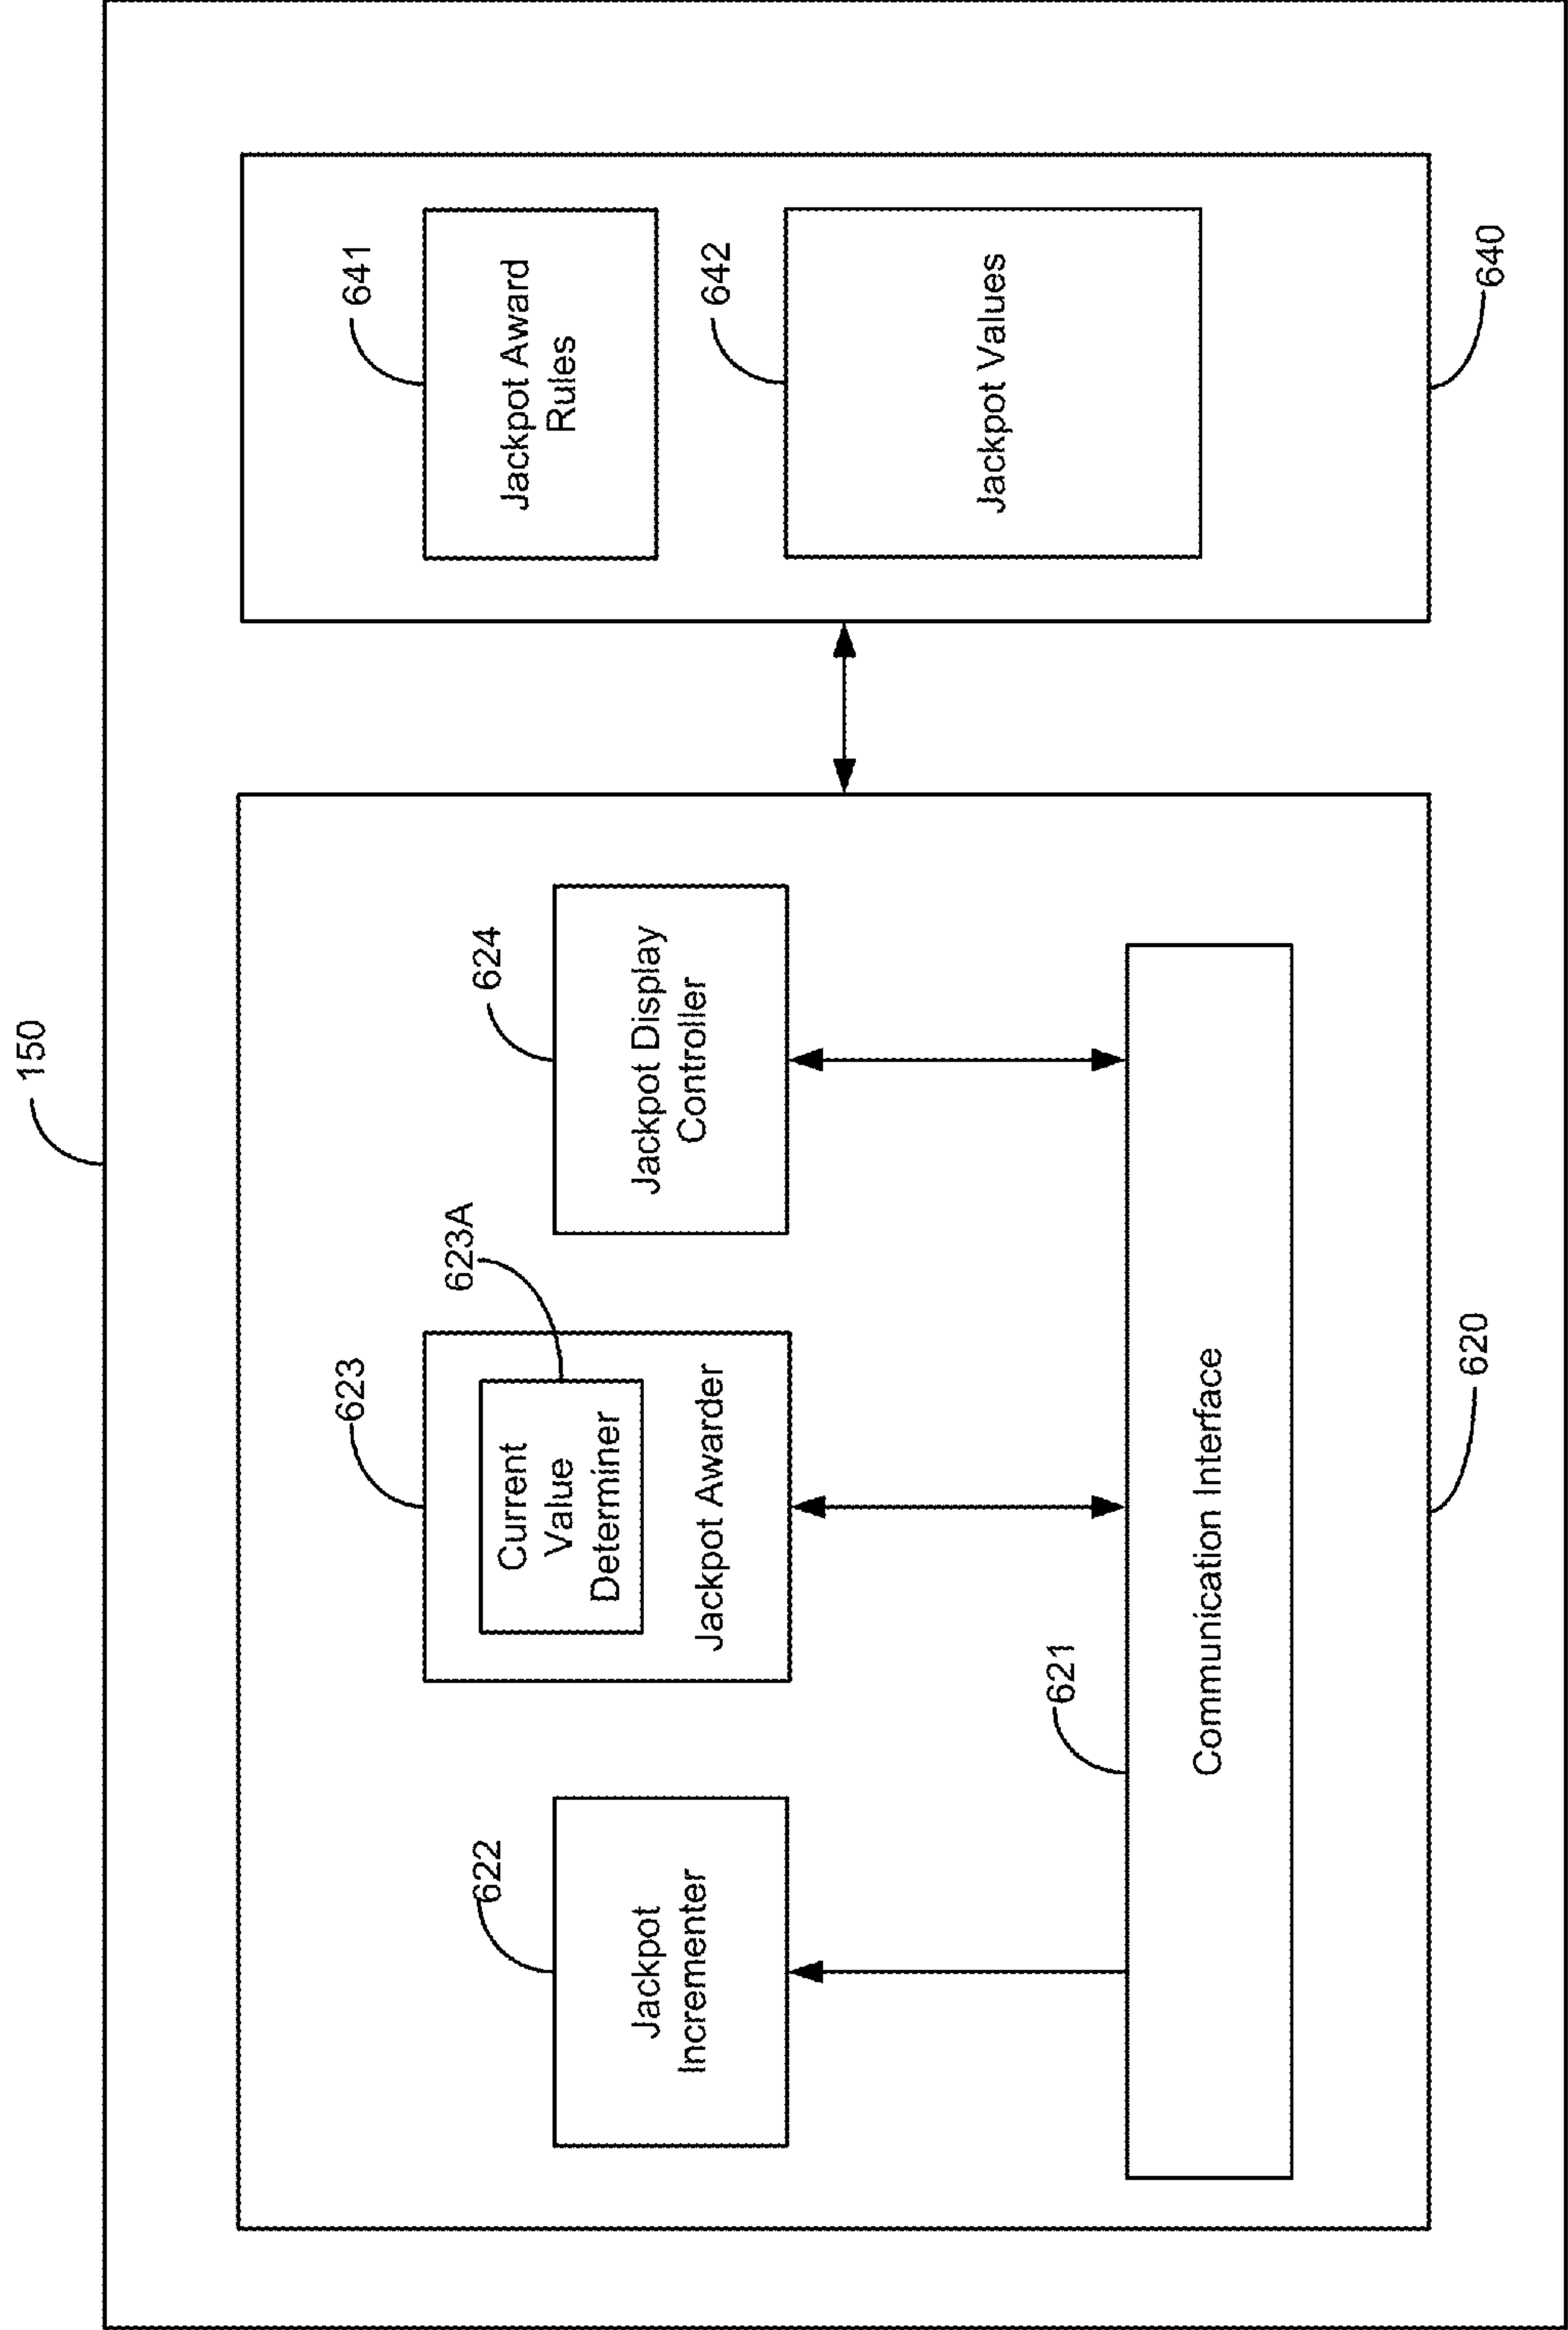 150
623
623A
624
641
622
Current
Value
Determiner
Jackpot Award
Rules
Jackpot
Incrementer
Jackpot Awarder
Jackpot Display
Controller
642
621
Jackpot Values
Communication Interface
620
640